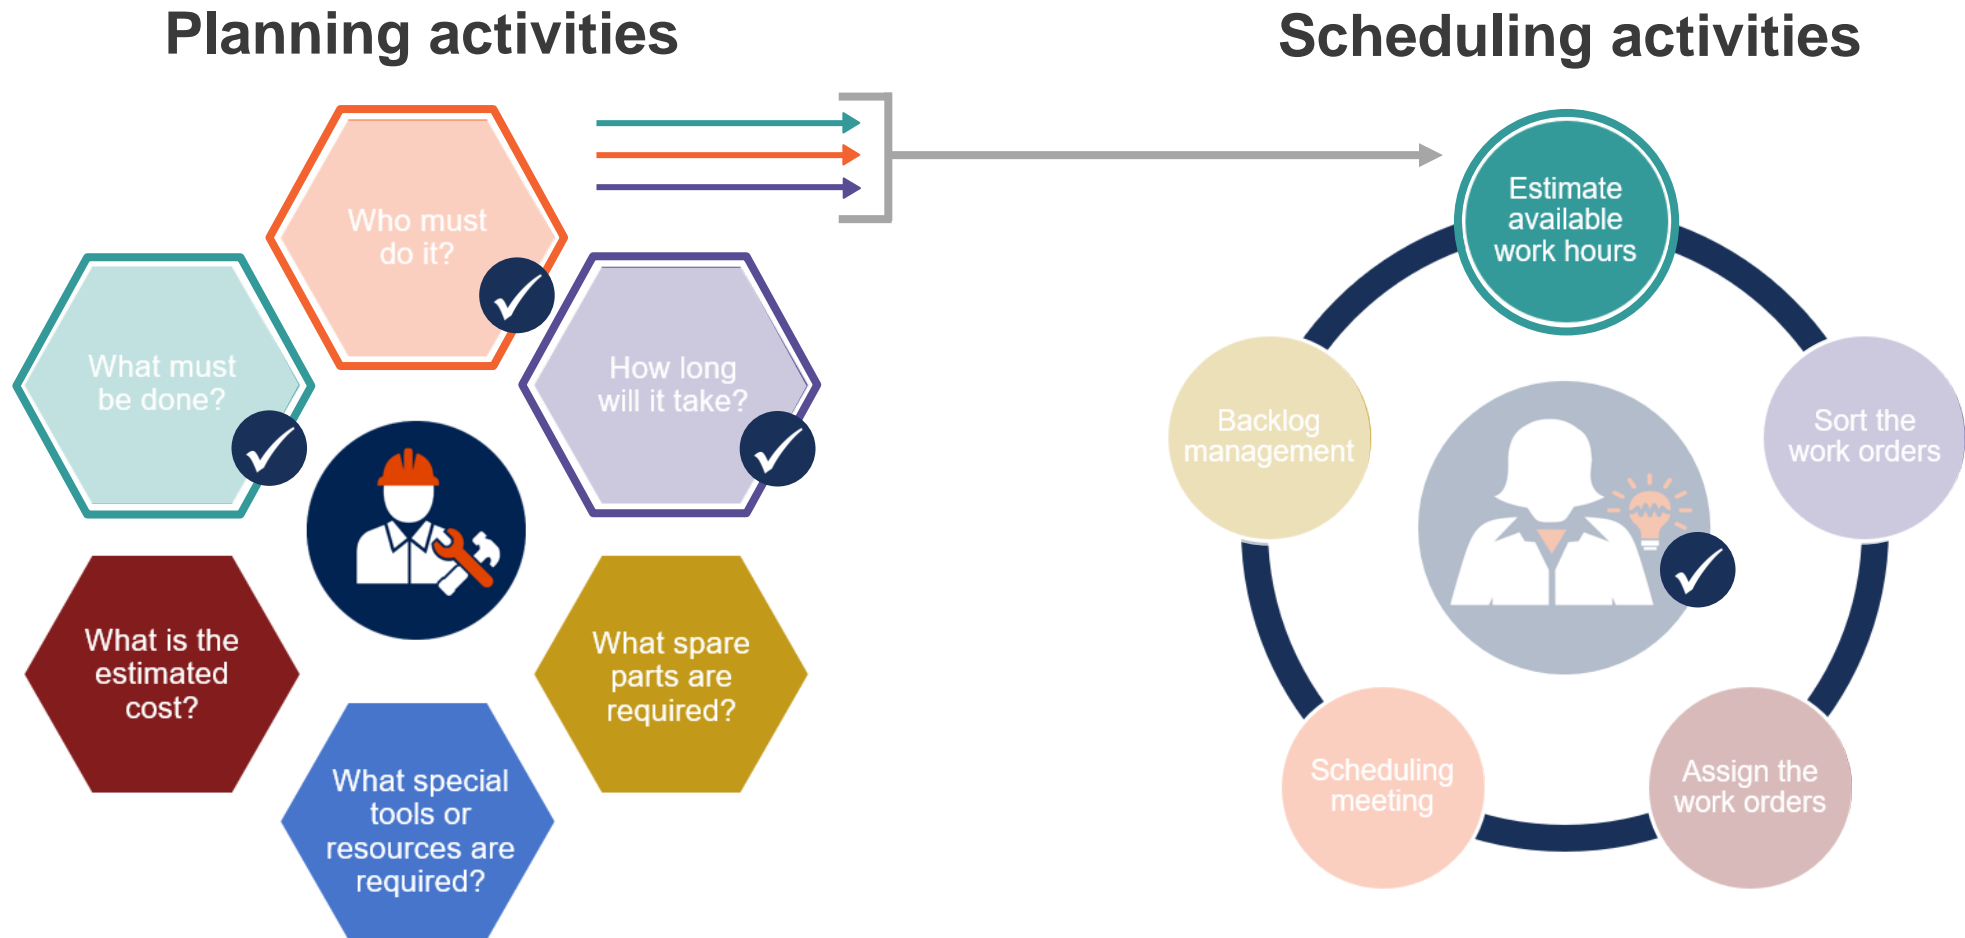 Planning activities
Scheduling activities
Who must
do it?
What must
be done?
How long
will it take?
What is the
estimated
cost?
What spare
parts are
required?
What special
tools or
resources are
required?
Estimate
available
work hours
Backlog
management
Sort the
work orders
Scheduling
meeting
Assign the
work orders